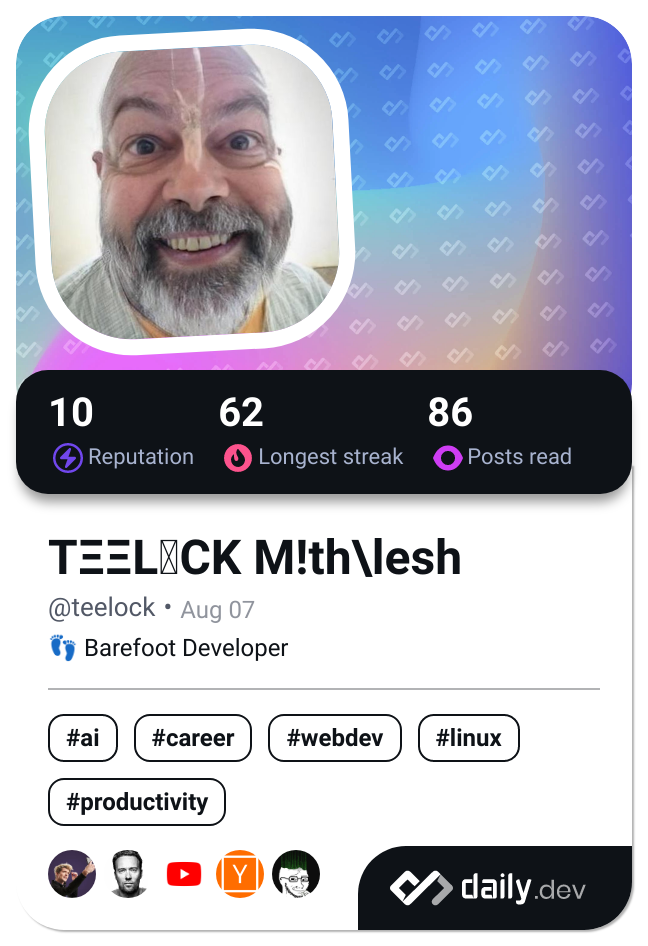 10 62 86
Reputation Longest streak Posts read
TΞΞL CK M!th\lesh
@teelock • Aug 07
👣 Barefoot Developer
#ai #career #webdev #linux
#productivity
Y
daily.dev